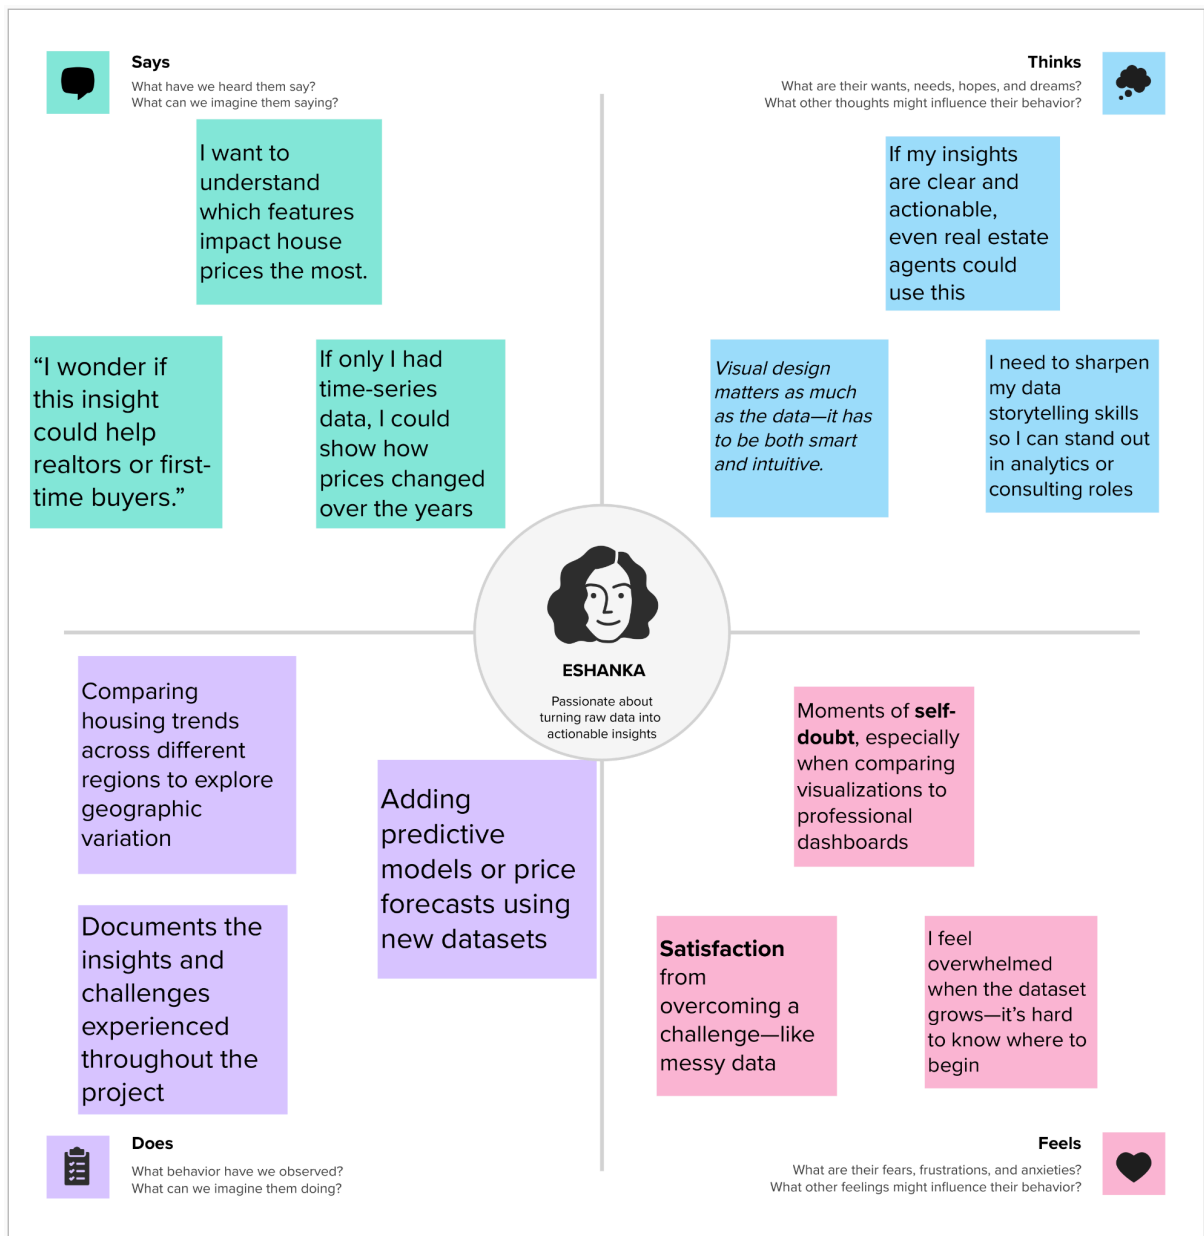 Says
What have we heard them say?
What can we imagine them saying?
I want to
understand
which features
impact house
prices the most.
“I wonder if
this insight
could help
realtors or first-
time buyers.”
If only I had
time-series
data, I could
show how
prices changed
over the years
Thinks
What are their wants, needs, hopes, and dreams?
What other thoughts might influence their behavior?
If my insights
are clear and
actionable,
even real estate
agents could
use this
Visual design
matters as much
as the data—it has
to be both smart
and intuitive.
I need to sharpen
my data
storytelling skills
so I can stand out
in analytics or
consulting roles
ESHANKA
Passionate about
turning raw data into
actionable insights
Comparing
housing trends
across different
regions to explore
geographic
variation
Adding
predictive
models or price
forecasts using
new datasets
Documents the
insights and
challenges
experienced
throughout the
project
Does
What behavior have we observed?
What can we imagine them doing?
Moments of self-
doubt, especially
when comparing
visualizations to
professional
dashboards
Satisfaction
from
overcoming a
challenge—like
messy data
I feel
overwhelmed
when the dataset
grows—it’s hard
to know where to
begin
Feels
What are their fears, frustrations, and anxieties?
What other feelings might influence their behavior?